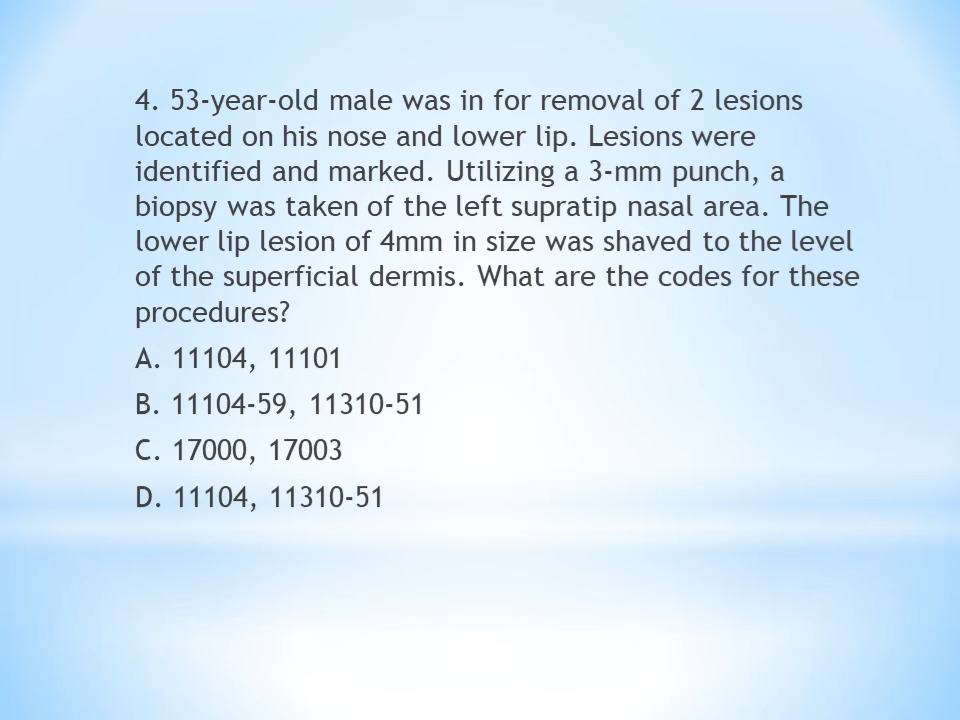 4. 53-year-old male was in for removal of 2 lesions
located on his nose and lower lip. Lesions were
identified and marked. Utilizing a 3-mm punch, a
biopsy was taken of the left supratip nasal area. The
lower lip lesion of 4mm in size was shaved to the level
of the superficial dermis. What are the codes for these
procedures?
A. 11104, 11101
B. 11104-59, 11310-51
C. 17000, 17003
D. 11104, 11310-51